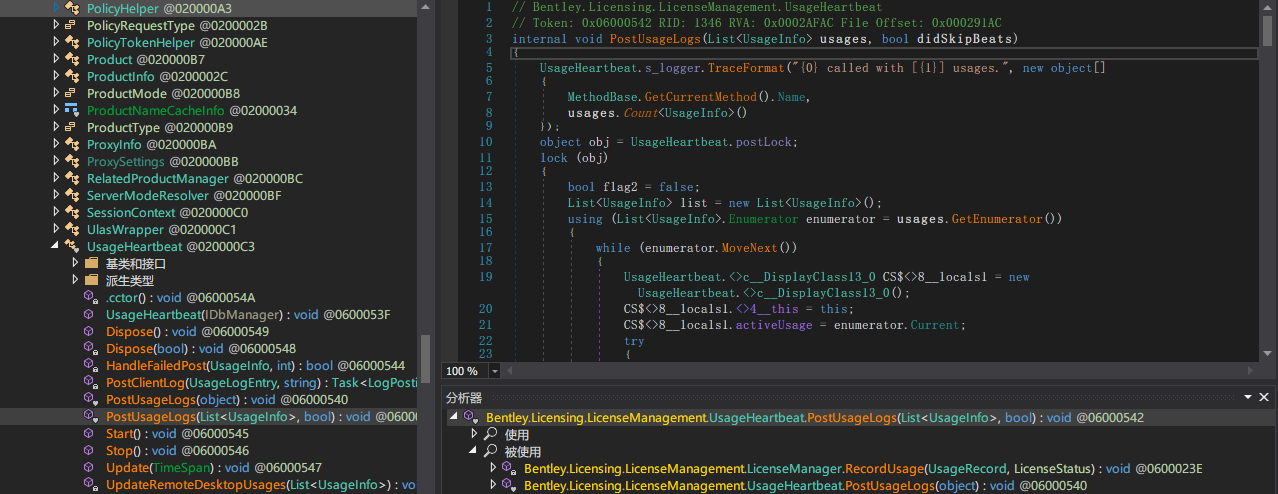 PolicyHelper @020000A3
PolicyRequestType @0200002B
PolicyTokenHelper @020000AE
Product @020000B7
ProductInfo @0200002C
ProductMode @020000B8
ProductNameCacheInfo @02000034
ProductType @020000B9
ProxyInfo @020000BA
ProxySettings @020000BB
RelatedProductManager @020000BC
ServerModeResolver @020000BF
SessionContext @020000C0
UlasWrapper @020000C1
UsageHeartbeat @020000C3
基类和接口
派生类型
.cctor() : void @0600054A
UsageHeartbeat(IDbManager) : void @0600053F
Dispose() : void @06000549
Dispose(bool) : void @06000548
HandleFailedPost(UsageInfo, int) : bool @06000544
PostClientLog(UsageLogEntry, string) : Task<LogPosti
PostUsageLogs(object) : void @06000540
PostUsageLogs(List<UsageInfo>, bool) : void @06000
Start() : void @06000545
Stop() : void @06000546
Update(TimeSpan) : void @06000547
UpdateRemoteDesktopUsages(List<UsageInfo>) : vo
1 // Bentley.Licensing.LicenseManagement.UsageHeartbeat
2 // Token: 0x06000542 RID: 1346 RVA: 0x0002AFAC File Offset: 0x000291AC
3 internal void PostUsageLogs(List<UsageInfo> usages, bool didSkipBeats)
4 {
5 UsageHeartbeat.s_logger.TraceFormat("{0} called with [{1}] usages.", new object[]
6 {
7 MethodBase.GetCurrentMethod().Name,
8 usages.Count<UsageInfo>()
9 });
10 object obj = UsageHeartbeat.postLock;
11 lock (obj)
12 {
13 bool flag2 = false;
14 List<UsageInfo> list = new List<UsageInfo>();
15 using (List<UsageInfo>.Enumerator enumerator = usages.GetEnumerator())
16 {
17 while (enumerator.MoveNext())
18 {
19 UsageHeartbeat.<>c__DisplayClass13_0 CS$<>8__locals1 = new
UsageHeartbeat.<>c__DisplayClass13_0();
20 CS$<>8__locals1.<>4__this = this;
21 CS$<>8__locals1.activeUsage = enumerator.Current;
22 try
23 {
100 %
分析器
Bentley.Licensing.LicenseManagement.UsageHeartbeat.PostUsageLogs(List<UsageInfo>, bool) : void @06000542
使用
被使用
Bentley.Licensing.LicenseManagement.LicenseManager.RecordUsage(UsageRecord, LicenseStatus) : void @0600023E
Bentley.Licensing.LicenseManagement.UsageHeartbeat.PostUsageLogs(object) : void @06000540